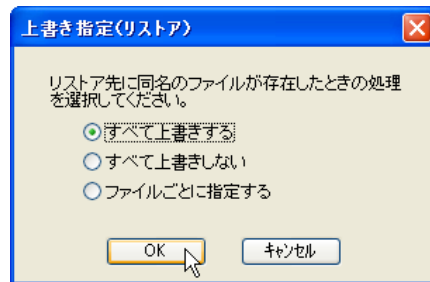 上書き指定(リストア)
リストア先に同名のファイルが存在したときの処理
を選択してください。
すべて上書きする
すべて上書きしない
ファイルごとに指定する
OK
キャンセル